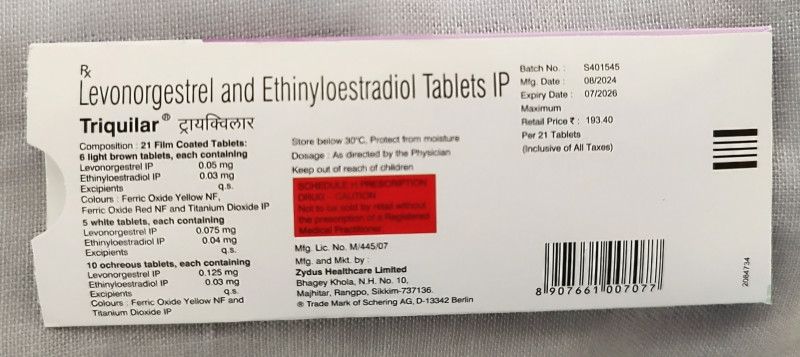 Rx
Levonorgestrel and Ethinyloestradiol Tablets IP
Triquilar® ट्रायक्विलार
Composition : 21 Film Coated Tablets:
6 light brown tablets, each containing
Levonorgestrel IP 0.05 mg
Ethinyloestradiol IP 0.03 mg
Excipients q.s.
Colours : Ferric Oxide Yellow NF,
Ferric Oxide Red NF and Titanium Dioxide IP
5 white tablets, each containing
Levonorgestrel IP 0.075 mg
Ethinyloestradiol IP 0.04 mg
Excipients q.s.
10 ochreous tablets, each containing
Levonorgestrel IP 0.125 mg
Ethinyloestradiol IP 0.03 mg
Excipients q.s.
Colours : Ferric Oxide Yellow NF and
Titanium Dioxide IP
Store below 30°C, Protect from moisture
Dosage : As directed by the Physician
Keep out of reach of children
SCHEDULE H PRESCRIPTION
DRUG - CAUTION
Not to be sold by retail without
the prescription of a Registered
Medical Practitioner.
Mfg. Lic. No. M/445/07
Mfg. and Mkt. by :
Zydus Healthcare Limited
Bhagey Khola, N.H. No. 10,
Majhitar, Rangpo, Sikkim-737136.
® Trade Mark of Schering AG, D-13342 Berlin
Batch No. : S401545
Mfg. Date : 08/2024
Expiry Date : 07/2026
Maximum
Retail Price ₹ : 193.40
Per 21 Tablets
(Inclusive of All Taxes)
8 907661 007077
2084734